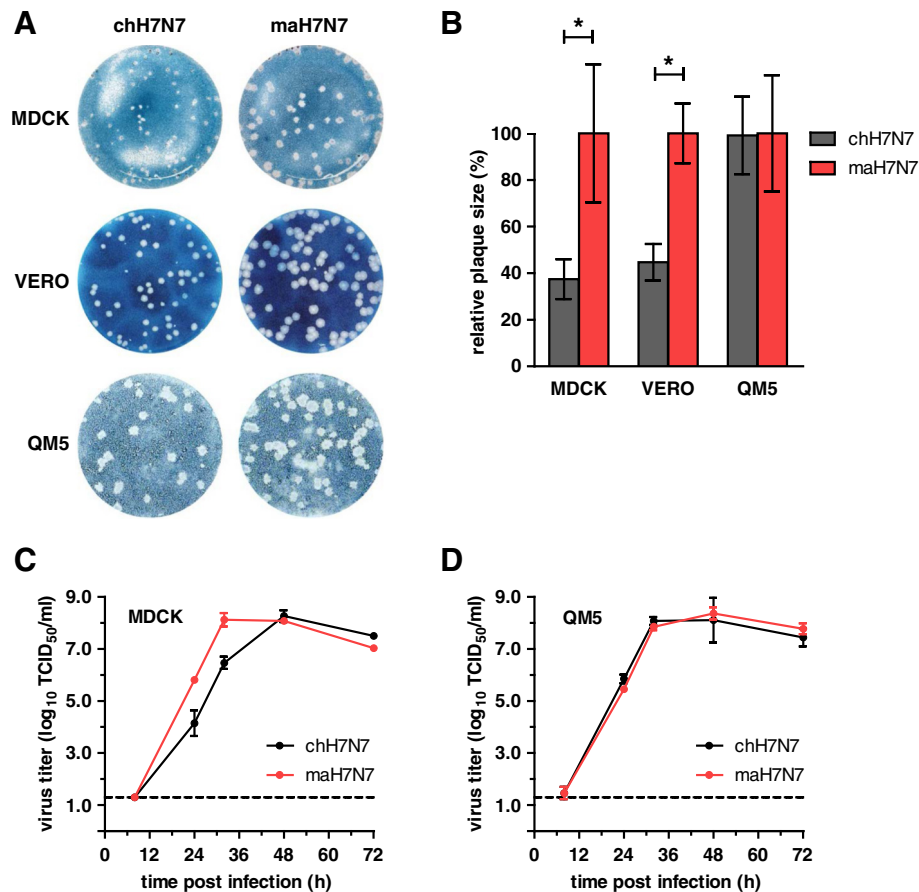 A
chH7N7 maH7N7
MDCK
VERO
QM5
B
relative plaque size (%)
100
80
60
40
20
0
* *
MDCK VERO QM5
chH7N7
maH7N7
C
virus titer (log10 TCID50/ml)
9.0
7.0
5.0
3.0
1.0
MDCK
chH7N7
maH7N7
0 12 24 36 48 60 72
time post infection (h)
D
virus titer (log10 TCID50/ml)
9.0
7.0
5.0
3.0
1.0
QM5
chH7N7
maH7N7
0 12 24 36 48 60 72
time post infection (h)